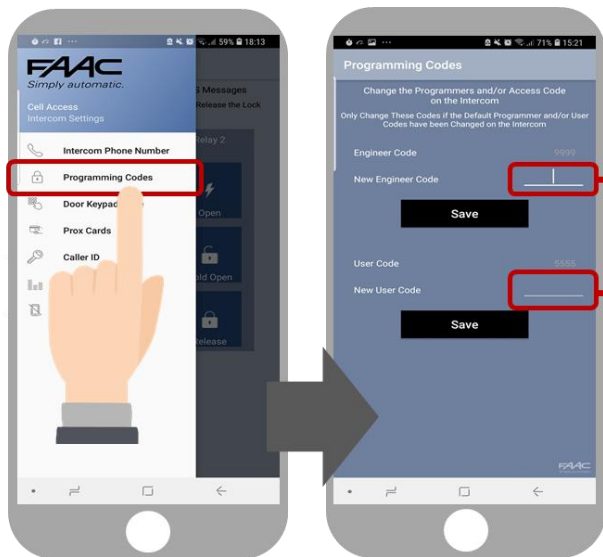 59% 18:13
FAAC
Simply automatic.
Cell Access
Intercom Settings
Intercom Phone Number
Programming Codes
Door Keypad
Prox Cards
Caller ID
Messages
Release the Lock
Relay 2
Open
old Open
Release
71% 15:21
Programming Codes
Change the Programmers and/or Access Code
on the Intercom
Only Change These Codes if the Default Programmer and/or User
Codes have been Changed on the Intercom
Engineer Code 9999
New Engineer Code
Save
User Code 5555
New User Code
Save
FAAC